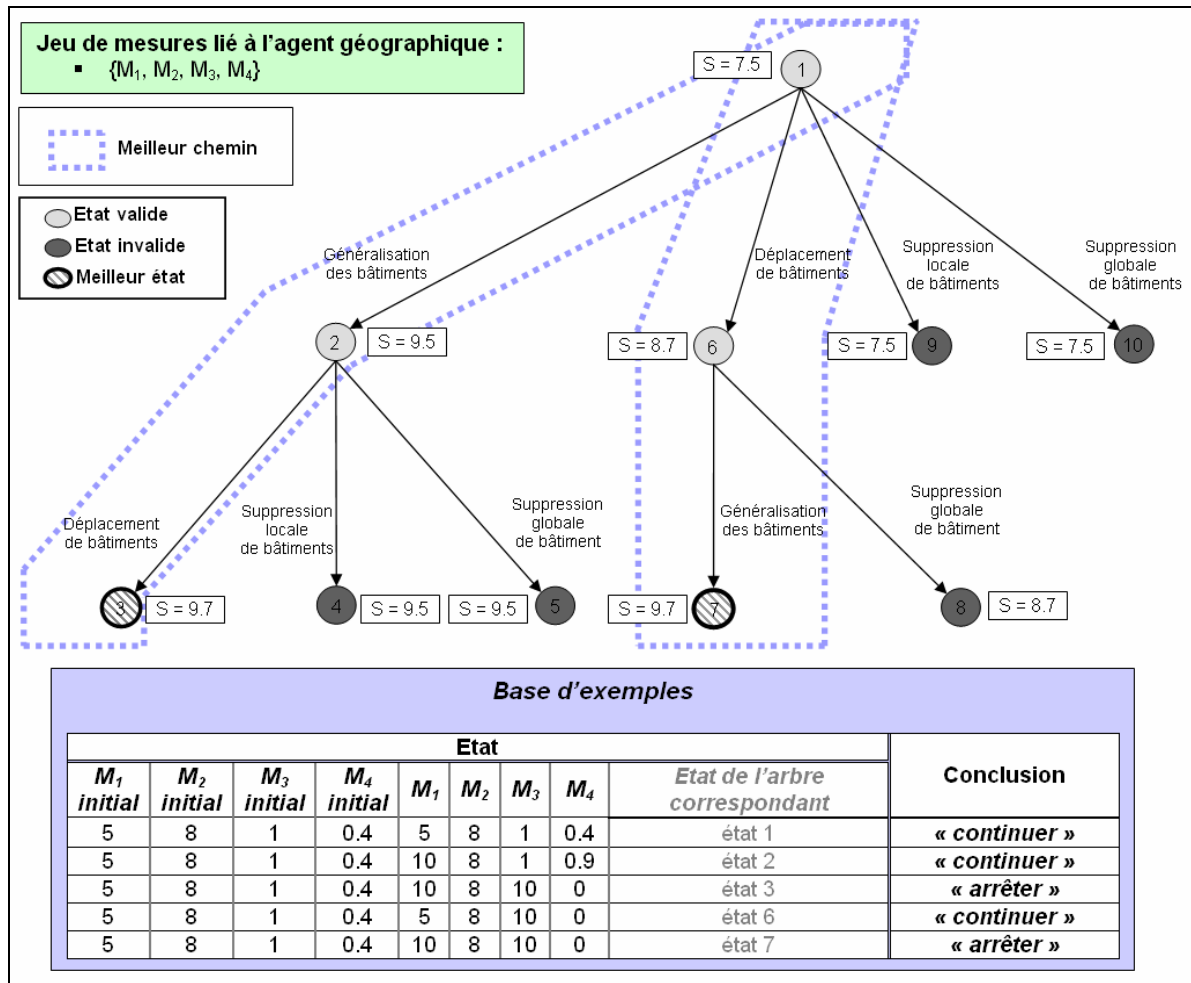 Jeu de mesures lié à l'agent géographique :
▪ {M₁, M₂, M₃, M₄}
Meilleur chemin
Etat valide
Etat invalide
Meilleur état
S = 7.5
1
Généralisation
des bâtiments
Déplacement
de bâtiments
Suppression
locale
de bâtiments
Suppression
globale
de bâtiments
2
S = 9.5
S = 8.7
6
S = 7.5
9
S = 7.5
10
Déplacement
de bâtiments
Suppression
locale
de bâtiments
Suppression
globale
de bâtiment
Généralisation
des bâtiments
Suppression
globale
de bâtiment
3
S = 9.7
4
S = 9.5
S = 9.5
5
S = 9.7
7
8
S = 8.7
Base d'exemples
Etat
Conclusion
M₁ initial M₂ initial M₃ initial M₄ initial M₁ M₂ M₃ M₄ Etat de l'arbre correspondant
5 8 1 0.4 5 8 1 0.4 état 1 « continuer »
5 8 1 0.4 10 8 1 0.9 état 2 « continuer »
5 8 1 0.4 10 8 10 0 état 3 « arrêter »
5 8 1 0.4 5 8 10 0 état 6 « continuer »
5 8 1 0.4 10 8 10 0 état 7 « arrêter »